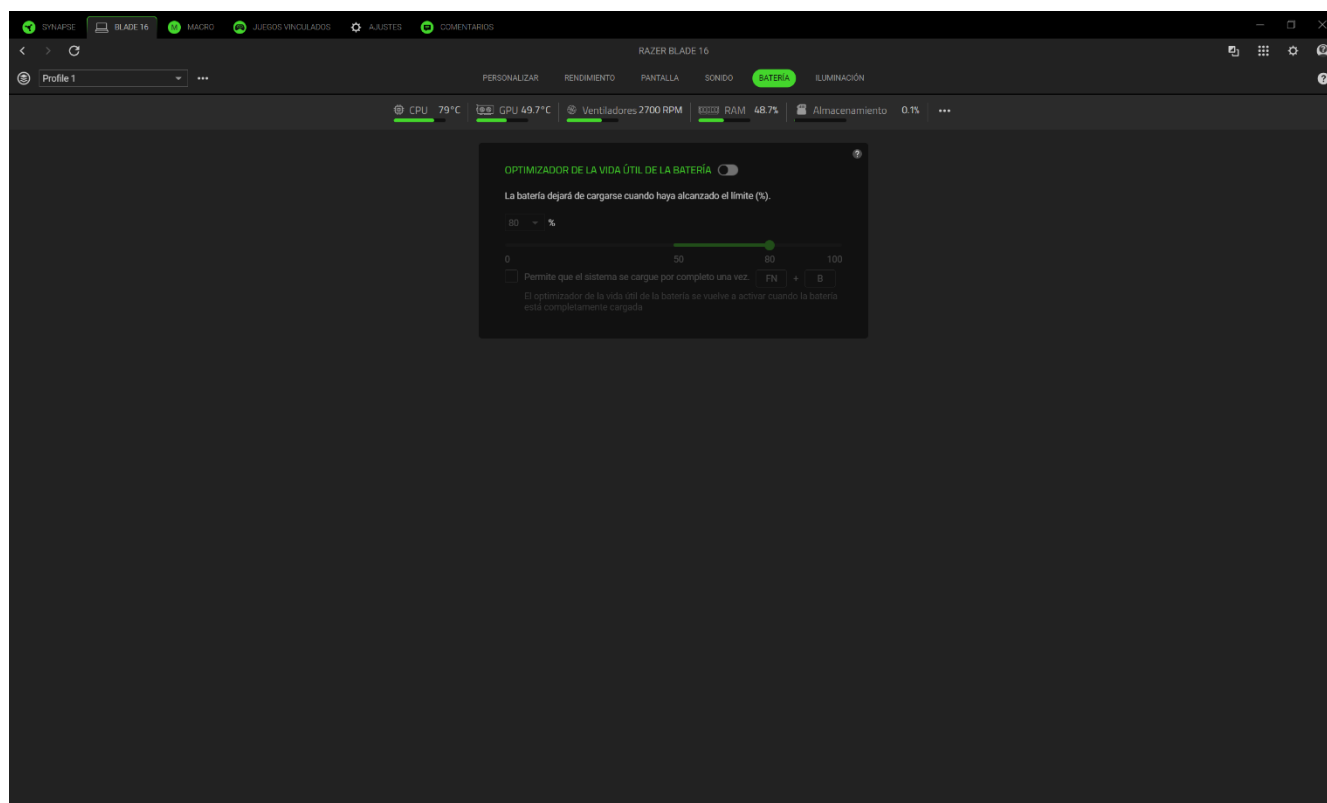 SYNAPSE BLADE 16 MACRO JUEGOS VINCULADOS AJUSTES COMENTARIOS
RAZER BLADE 16
Profile 1 PERSONALIZAR RENDIMIENTO PANTALLA SONIDO BATERÍA ILUMINACIÓN
CPU 79°C GPU 49.7°C Ventiladores 2700 RPM RAM 48.7% Almacenamiento 0.1%
OPTIMIZADOR DE LA VIDA ÚTIL DE LA BATERÍA
La batería dejará de cargarse cuando haya alcanzado el límite (%).
80 %
0 50 80 100
Permite que el sistema se cargue por completo una vez. FN + B
El optimizador de la vida útil de la batería se vuelve a activar cuando la batería
está completamente cargada